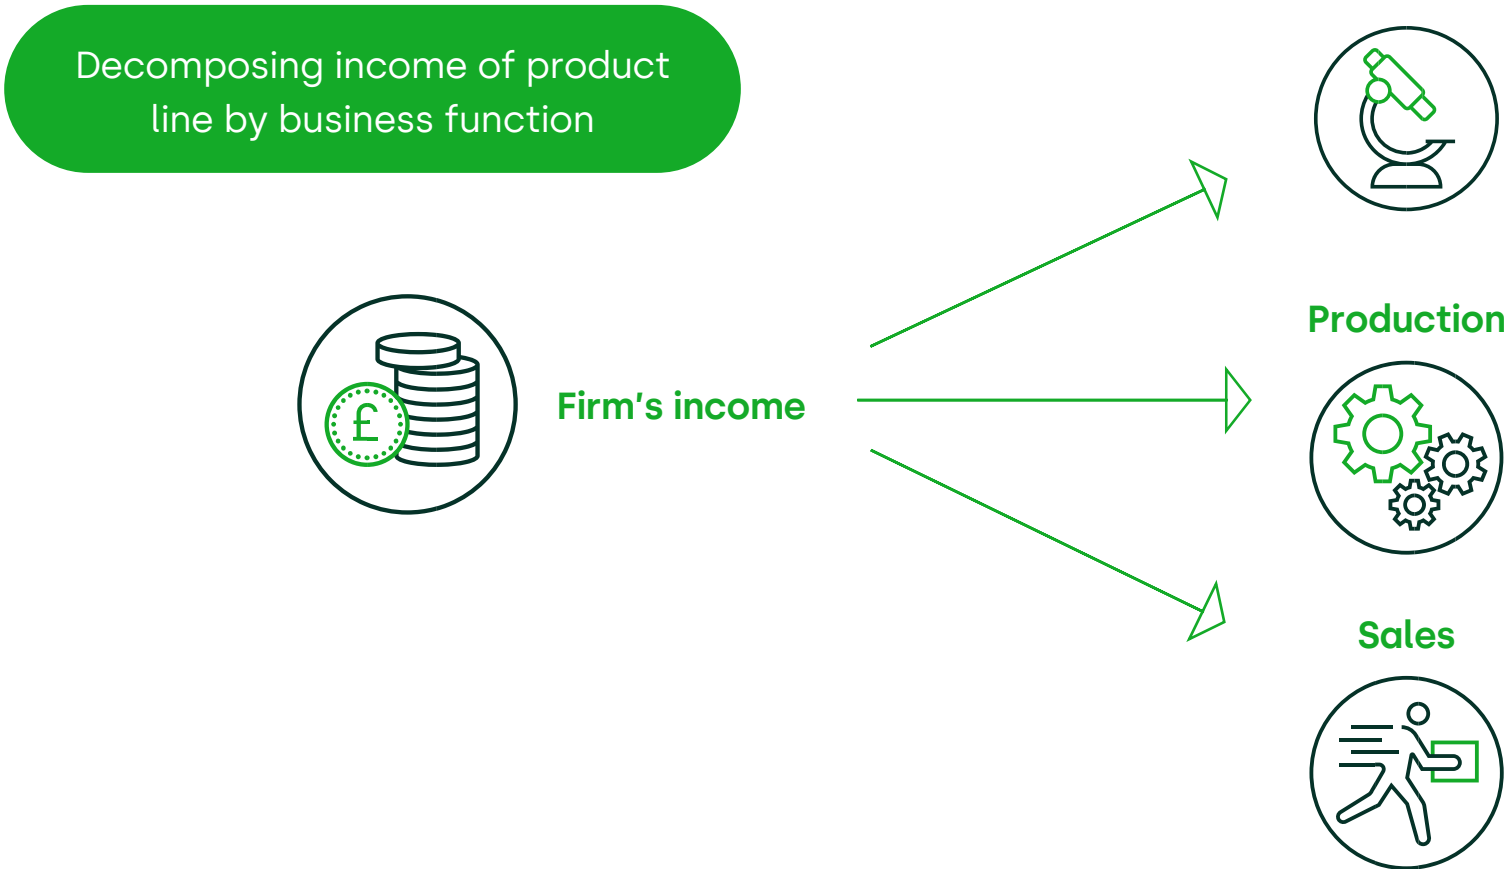 Decomposing income of product
line by business function
Production
£
Firm's income
Sales